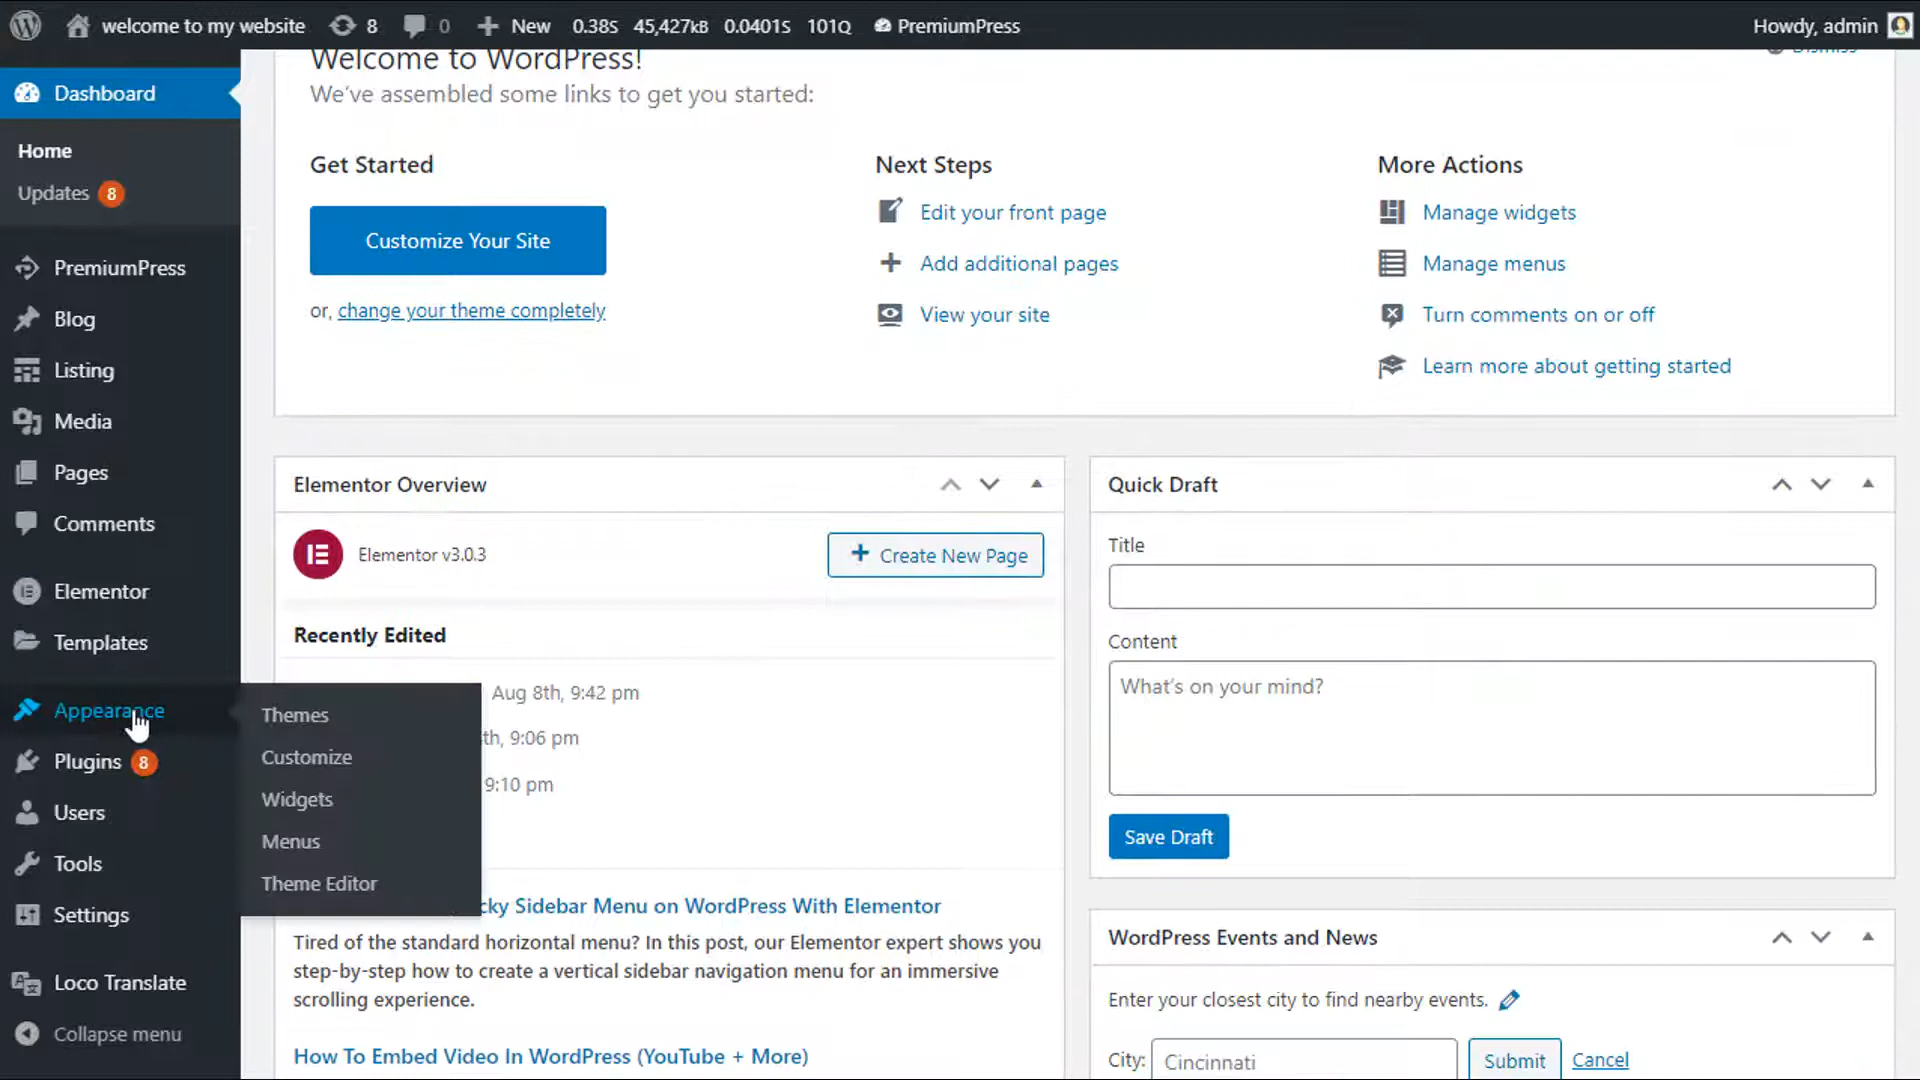 welcome to my website 8 0 New 0.38s 45,427kB 0.0401s 101Q PremiumPress Howdy, admin
Dashboard
Home
Updates 8
PremiumPress
Blog
Listing
Media
Pages
Comments
Elementor
Templates
Appearance
Plugins 8
Users
Tools
Settings
Loco Translate
Collapse menu
Themes
Customize
Widgets
Menus
Theme Editor
Welcome to WordPress!
Dismiss
We've assembled some links to get you started:
Get Started
Customize Your Site
or, change your theme completely
Next Steps
Edit your front page
Add additional pages
View your site
More Actions
Manage widgets
Manage menus
Turn comments on or off
Learn more about getting started
Elementor Overview
Elementor v3.0.3
Create New Page
Recently Edited
Aug 8th, 9:42 pm
th, 9:06 pm
9:10 pm
cky Sidebar Menu on WordPress With Elementor
Tired of the standard horizontal menu? In this post, our Elementor expert shows you
step-by-step how to create a vertical sidebar navigation menu for an immersive
scrolling experience.
How To Embed Video In WordPress (YouTube + More)
Quick Draft
Title
Content
What's on your mind?
Save Draft
WordPress Events and News
Enter your closest city to find nearby events.
City: Cincinnati Submit Cancel